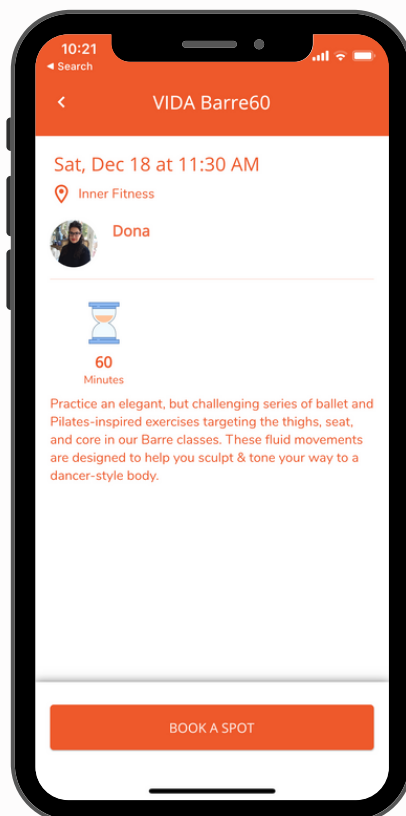 10:21
◀ Search
VIDA Barre60
Sat, Dec 18 at 11:30 AM
Inner Fitness
Dona
60
Minutes
Practice an elegant, but challenging series of ballet and
Pilates-inspired exercises targeting the thighs, seat,
and core in our Barre classes. These fluid movements
are designed to help you sculpt & tone your way to a
dancer-style body.
BOOK A SPOT